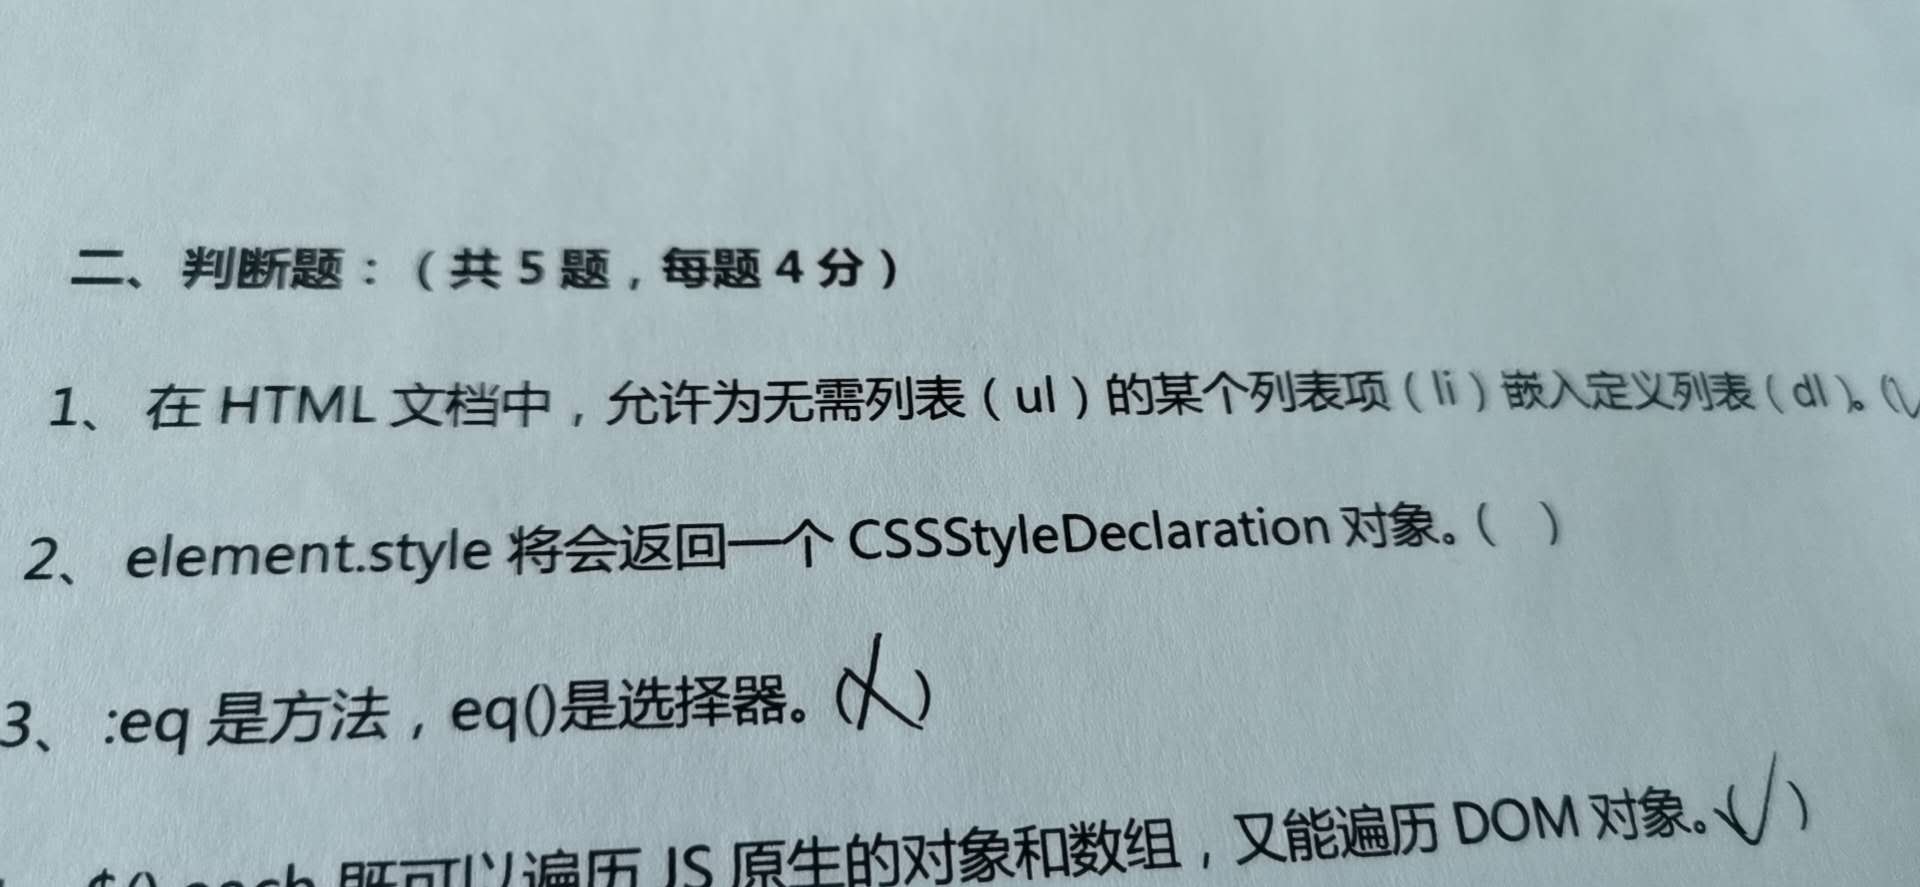 二、判断题：（共 5 题，每题 4 分）
1、 在 HTML 文档中，允许为无需列表（ul）的某个列表项（li）嵌入定义列表（dl）。(√
2、 element.style 将会返回一个 CSSStyleDeclaration 对象。( )
3、 :eq 是方法，eq()是选择器。(X)
$().each 既可以遍历 JS 原生的对象和数组，又能遍历 DOM 对象。(√)